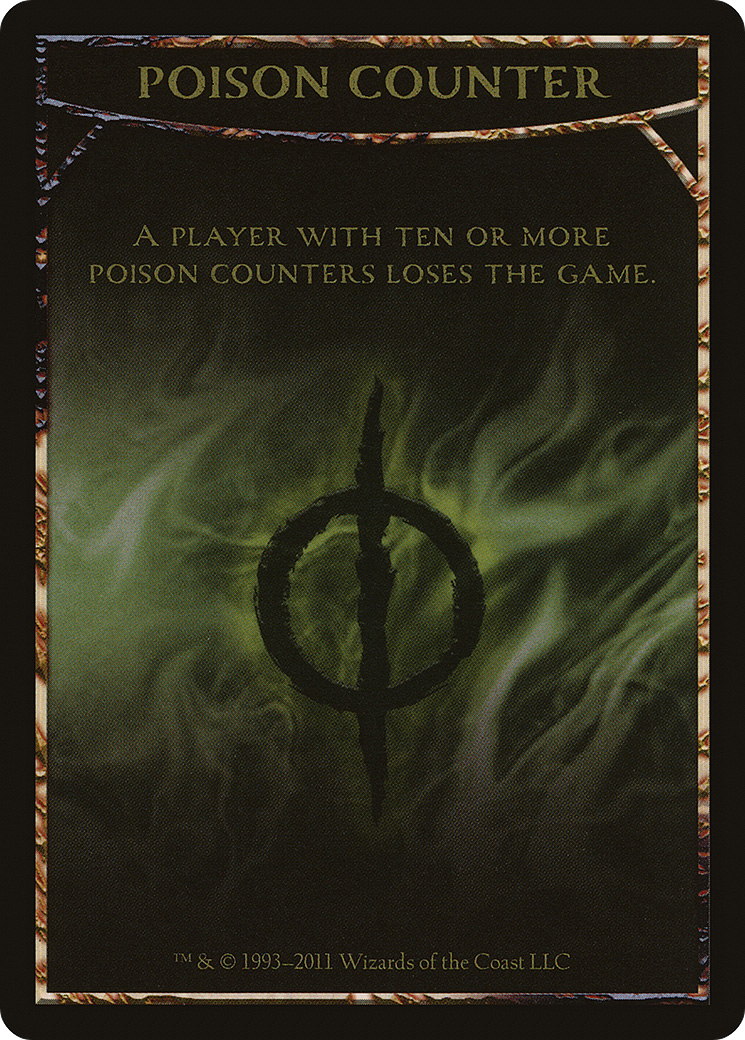 POISON COUNTER
A PLAYER WITH TEN OR MORE
POISON COUNTERS LOSES THE GAME.
™ & © 1993–2011 Wizards of the Coast LLC